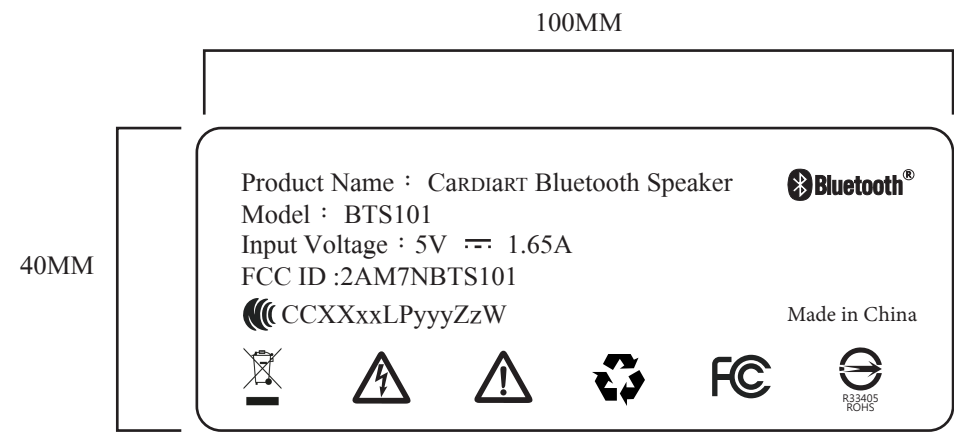 100MM
40MM
Product Name： CARDIART Bluetooth Speaker
Bluetooth®
Model： BTS101
Input Voltage：5V ⎓ 1.65A
FCC ID :2AM7NBTS101
CCXXxxLPyyyZzW
Made in China
FC
R33405
ROHS